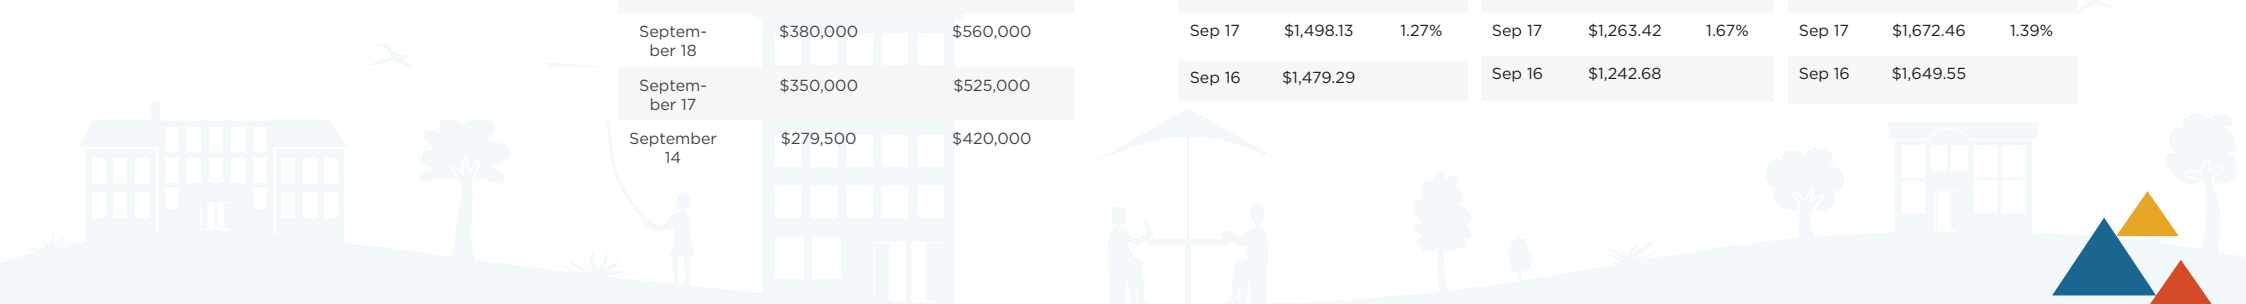 Septem-
ber 18 $380,000 $560,000
Septem-
ber 17 $350,000 $525,000
September
14 $279,500 $420,000
Sep 17 $1,498.13 1.27%
Sep 16 $1,479.29
Sep 17 $1,263.42 1.67%
Sep 16 $1,242.68
Sep 17 $1,672.46 1.39%
Sep 16 $1,649.55